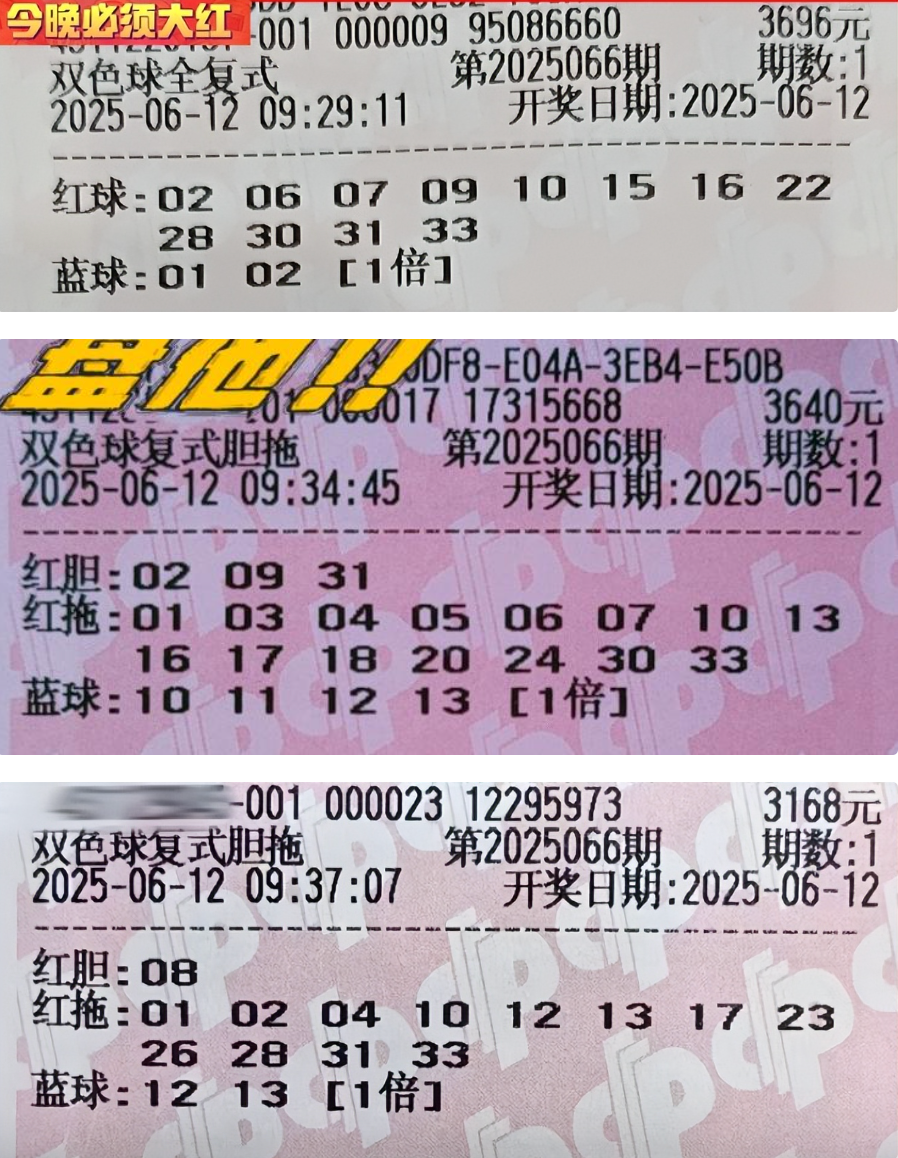 今晚必须大红
-001 000009 95086660 3696元
双色球全复式 第2025066期 期数:1
2025-06-12 09:29:11 开奖日期:2025-06-12
红球:02 06 07 09 10 15 16 22
28 30 31 33
蓝球:01 02 [1倍]
DF8-E04A-3EB4-E50B
17315668 3640元
双色球复式胆拖 第2025066期 期数:1
2025-06-12 09:34:45 开奖日期:2025-06-12
红胆:02 09 31
红拖:01 03 04 05 06 07 10 13
16 17 18 20 24 30 33
蓝球:10 11 12 13 [1倍]
-001 000023 12295973 3168元
双色球复式胆拖 第2025066期 期数:1
2025-06-12 09:37:07 开奖日期:2025-06-12
红胆:08
红拖:01 02 04 10 12 13 17 23
26 28 31 33
蓝球:12 13 [1倍]